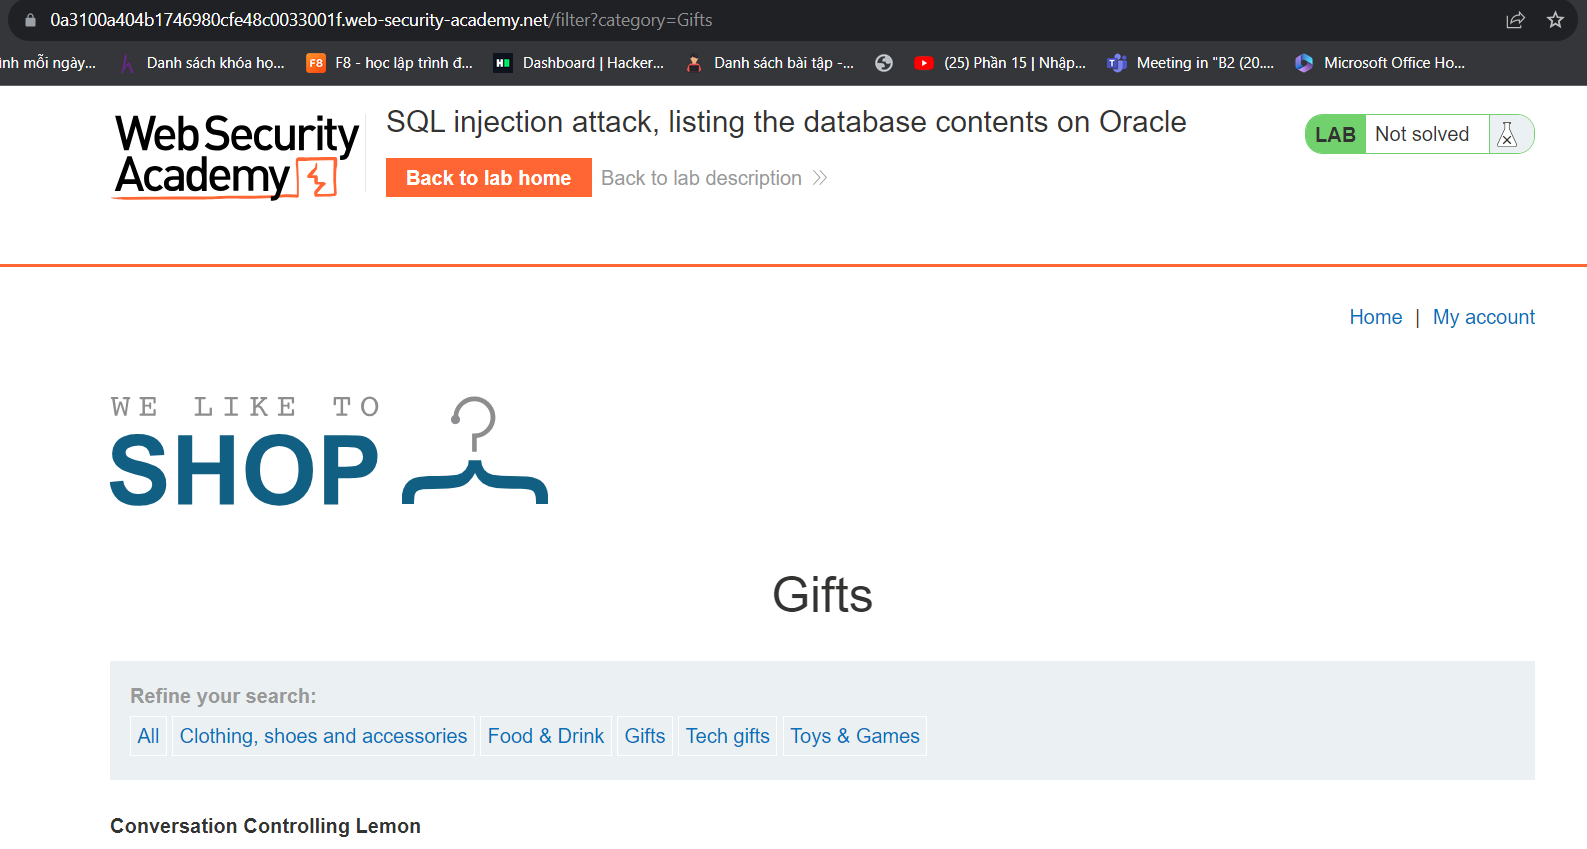 0a3100a404b1746980cfe48c0033001f.web-security-academy.net/filter?category=Gifts
ình mỗi ngày... Danh sách khóa họ... F8 F8 - học lập trình đ... Dashboard | Hacker... Danh sách bài tập -... (25) Phần 15 | Nhập... Meeting in "B2 (20.... Microsoft Office Ho...
Web Security
Academy
SQL injection attack, listing the database contents on Oracle
Back to lab home Back to lab description
LAB Not solved
Home | My account
WE LIKE TO
SHOP
Gifts
Refine your search:
All Clothing, shoes and accessories Food & Drink Gifts Tech gifts Toys & Games
Conversation Controlling Lemon